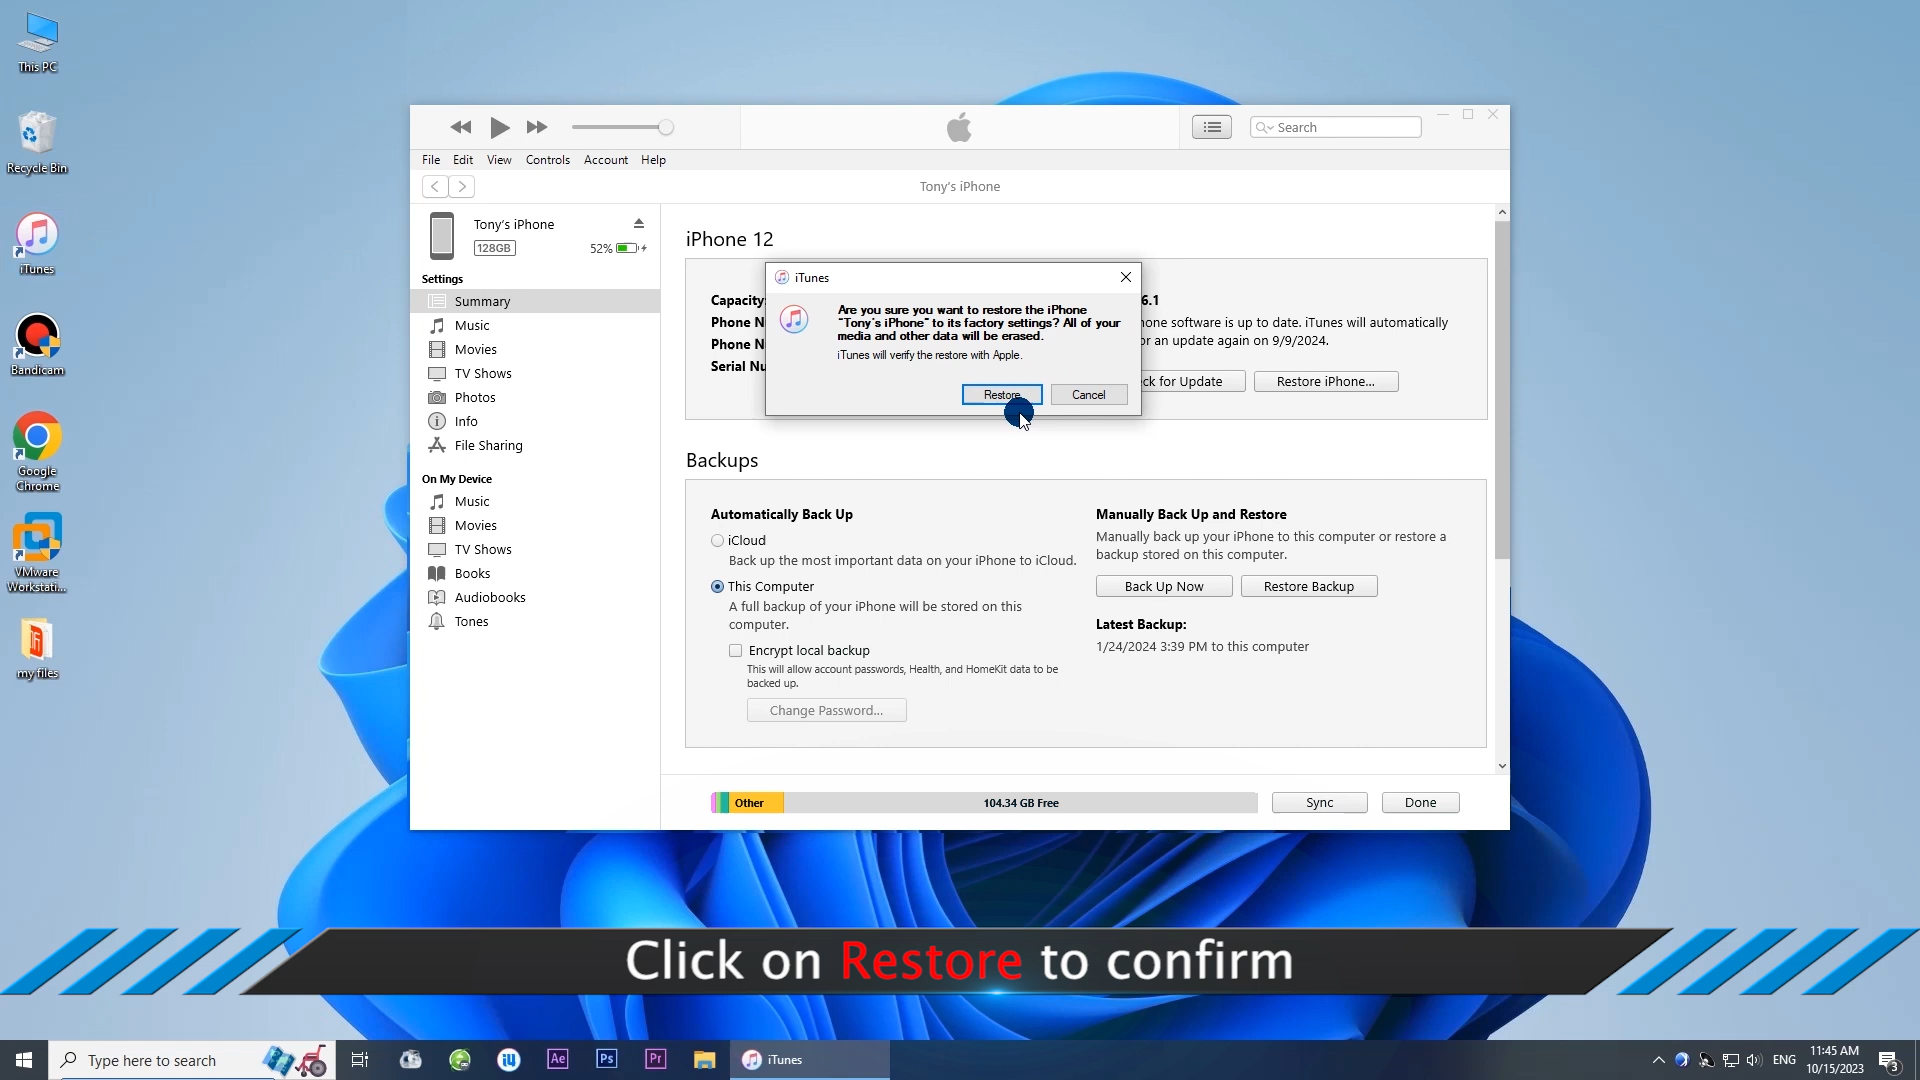 This PC
Recycle Bin
iTunes
Bandicam
Google
Chrome
VMware
Workstati...
my files
Search
File Edit View Controls Account Help
Tony's iPhone
Tony's iPhone
128GB
52%
Settings
Summary
Music
Movies
TV Shows
Photos
Info
File Sharing
On My Device
Music
Movies
TV Shows
Books
Audiobooks
Tones
iPhone 12
Capacity
Phone N
Phone N
Serial Nu
6.1
hone software is up to date. iTunes will automatically
or an update again on 9/9/2024.
ck for Update
Restore iPhone...
iTunes
Are you sure you want to restore the iPhone
"Tony's iPhone" to its factory settings? All of your
media and other data will be erased.
iTunes will verify the restore with Apple.
Restore
Cancel
Backups
Automatically Back Up
iCloud
Back up the most important data on your iPhone to iCloud.
This Computer
A full backup of your iPhone will be stored on this
computer.
Encrypt local backup
This will allow account passwords, Health, and HomeKit data to be
backed up.
Change Password...
Manually Back Up and Restore
Manually back up your iPhone to this computer or restore a
backup stored on this computer.
Back Up Now
Restore Backup
Latest Backup:
1/24/2024 3:39 PM to this computer
Other
104.34 GB Free
Sync
Done
Click on Restore to confirm
Type here to search
Ae
Ps
Pr
iTunes
ENG
11:45 AM
10/15/2023
3